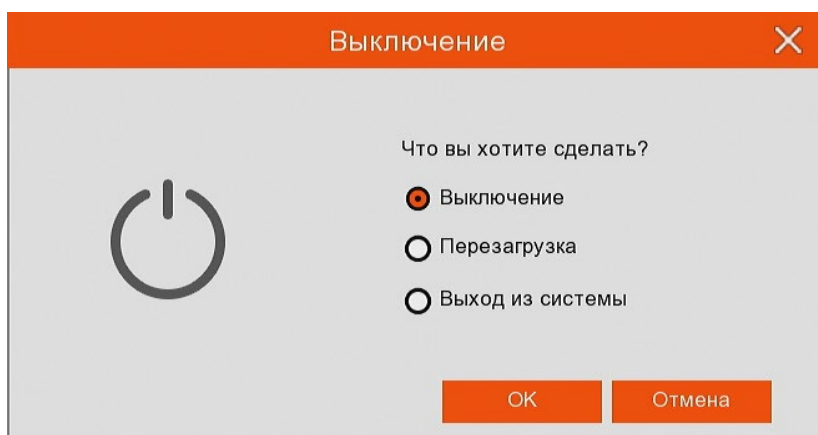 Выключение
Что вы хотите сделать?
Выключение
Перезагрузка
Выход из системы
OK
Отмена